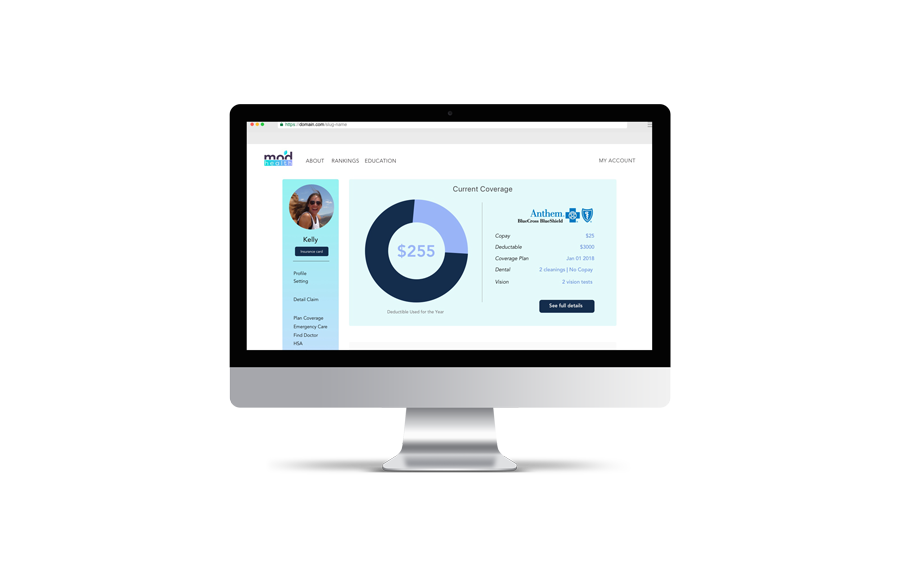 https://domain.com/blog-name
mod
health
ABOUT RANKINGS EDUCATION MY ACCOUNT
Kelly
Insurance card
Profile
Setting
Detail Claim
Plan Coverage
Emergency Care
Find Doctor
HSA
Current Coverage
$255
Deductible Used for the Year
Anthem.
BlueCross BlueShield
Copay $25
Deductable $3000
Coverage Plan Jan 01 2018
Dental 2 cleanings | No Copay
Vision 2 vision tests
See full details